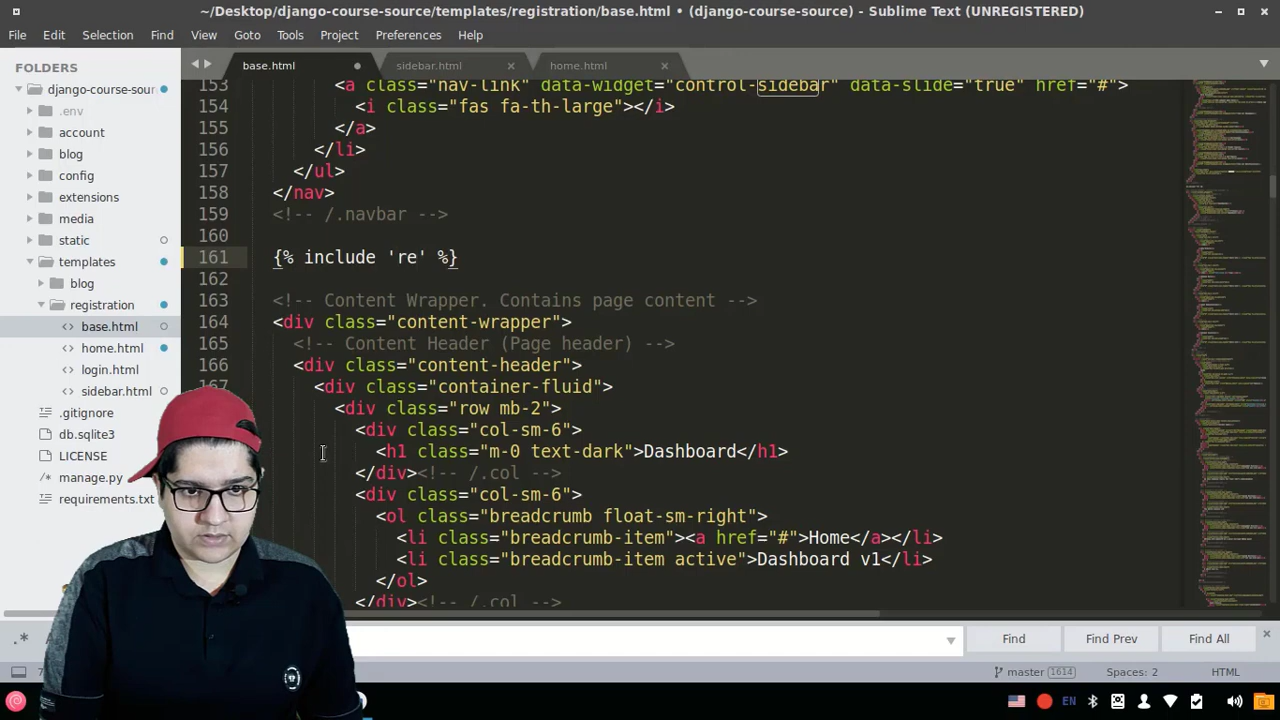 ~/Desktop/django-course-source/templates/registration/base.html • (django-course-source) - Sublime Text (UNREGISTERED)
File Edit Selection Find View Goto Tools Project Preferences Help
FOLDERS
django-course-sour
.env
account
blog
config
extensions
media
static
templates
blog
registration
base.html
home.html
login.html
sidebar.html
.gitignore
db.sqlite3
LICENSE
manage.py
requirements.txt
base.html sidebar.html home.html
153 <a class="nav-link" data-widget="control-sidebar" data-slide="true" href="#">
154 <i class="fas fa-th-large"></i>
155 </a>
156 </li>
157 </ul>
158 </nav>
159 <!-- /.navbar -->
160
161 {% include 're' %}
162
163 <!-- Content Wrapper. Contains page content -->
164 <div class="content-wrapper">
165 <!-- Content Header (Page header) -->
166 <div class="content-header">
167 <div class="container-fluid">
<div class="row mb-2">
<div class="col-sm-6">
<h1 class="m-0 text-dark">Dashboard</h1>
</div><!-- /.col -->
<div class="col-sm-6">
<ol class="breadcrumb float-sm-right">
<li class="breadcrumb-item"><a href="#">Home</a></li>
<li class="breadcrumb-item active">Dashboard v1</li>
</ol>
</div><!-- /.col -->
.* Find Find Prev Find All
master 1614 Spaces: 2 HTML
EN